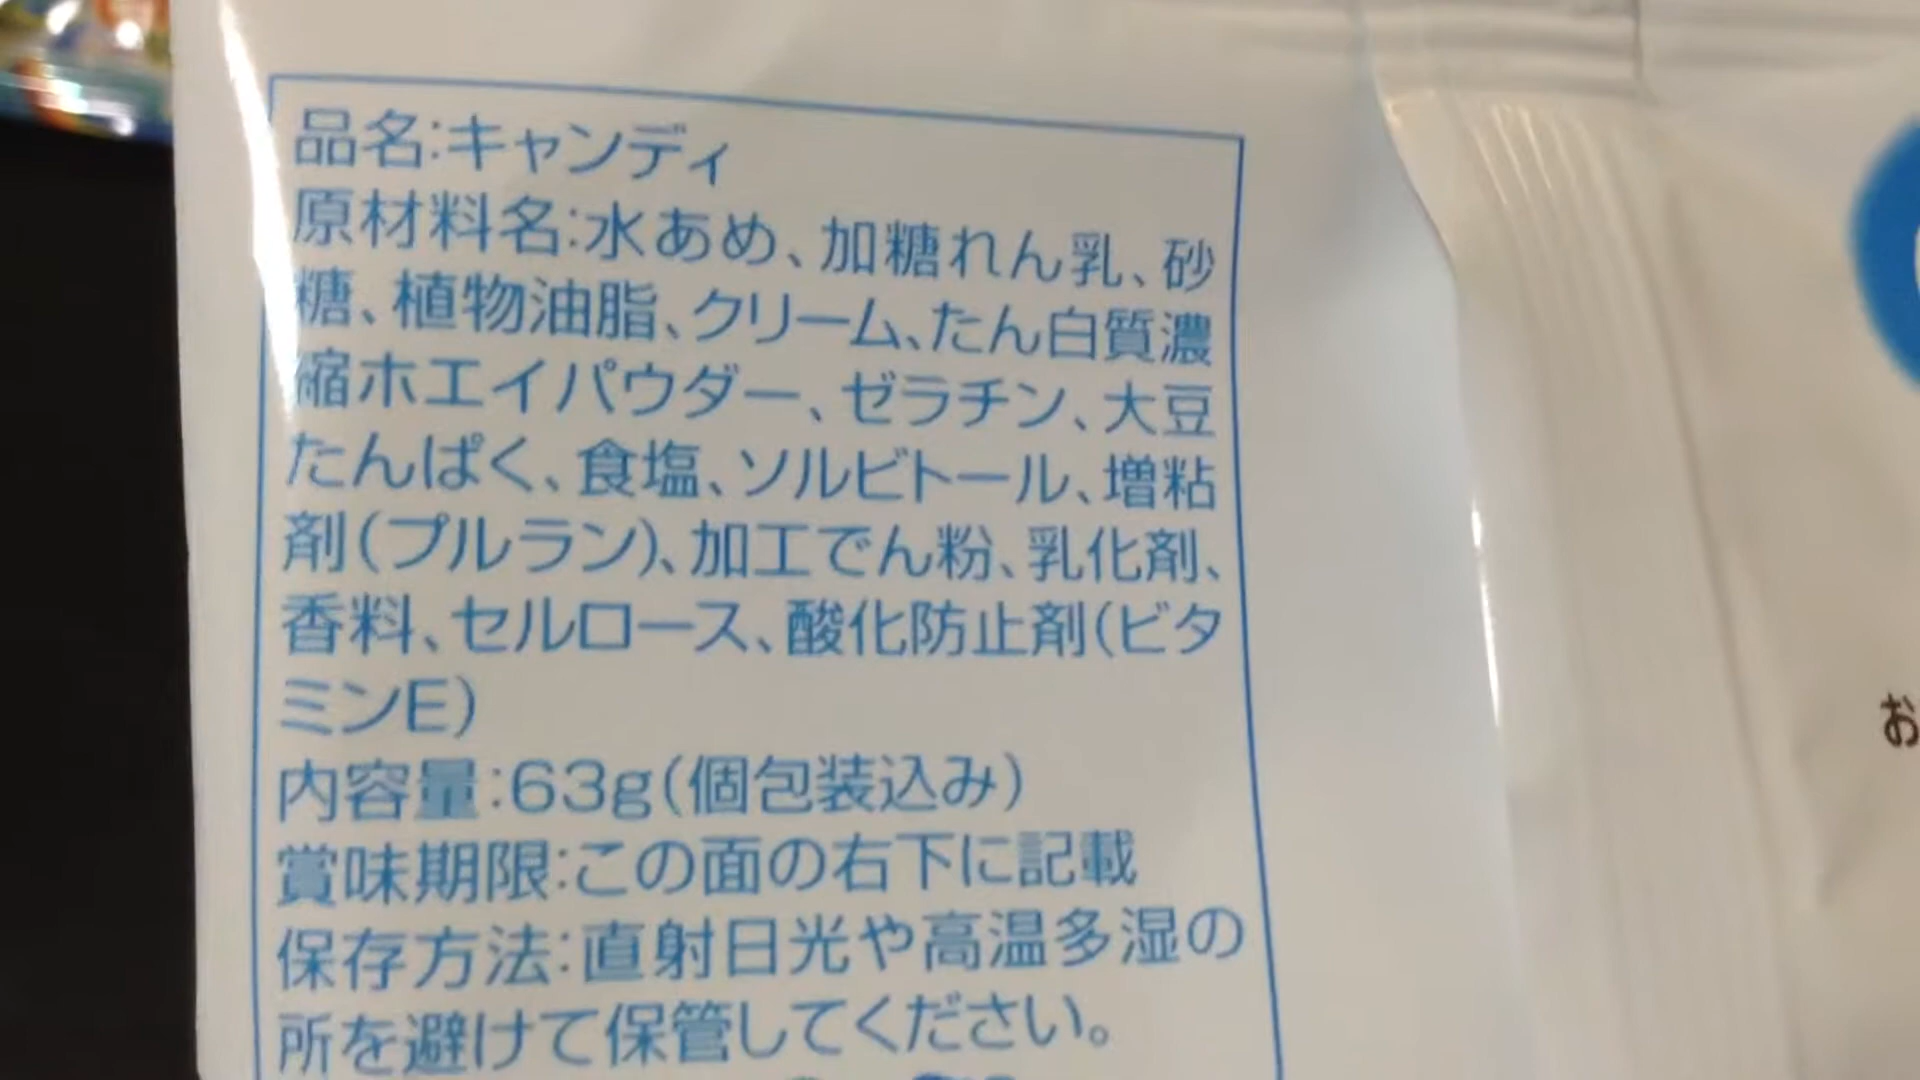 品名:キャンディ
原材料名:水あめ、加糖れん乳、砂
糖、植物油脂、クリーム、たん白質濃
縮ホエイパウダー、ゼラチン、大豆
たんぱく、食塩、ソルビトール、増粘
剤(プルラン)、加工でん粉、乳化剤、
香料、セルロース、酸化防止剤(ビタ
ミンE)
内容量:63g(個包装込み)
賞味期限:この面の右下に記載
保存方法:直射日光や高温多湿の
所を避けて保管してください。
お